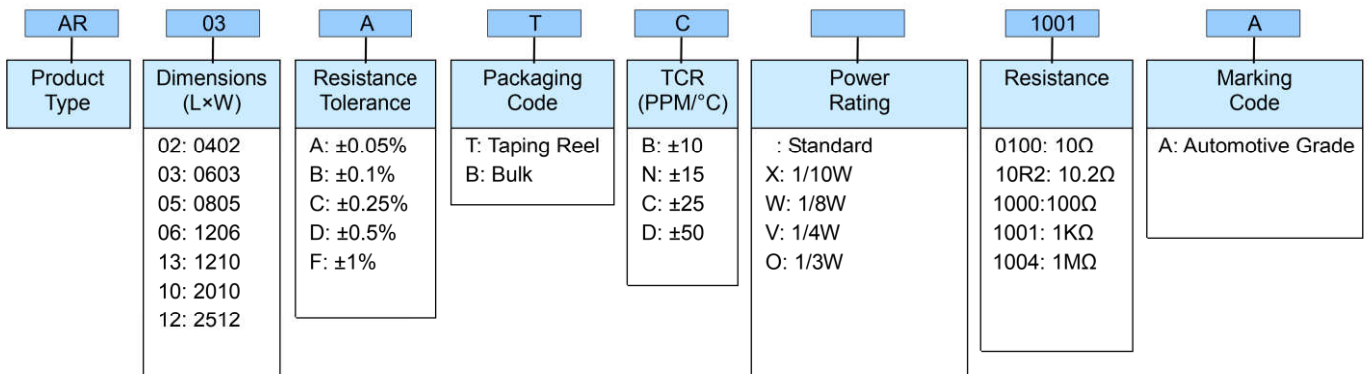 AR 03 A T C 1001 A
Product Type
Dimensions (L×W)
Resistance Tolerance
Packaging Code
TCR (PPM/°C)
Power Rating
Resistance
Marking Code
02: 0402
03: 0603
05: 0805
06: 1206
13: 1210
10: 2010
12: 2512
A: ±0.05%
B: ±0.1%
C: ±0.25%
D: ±0.5%
F: ±1%
T: Taping Reel
B: Bulk
B: ±10
N: ±15
C: ±25
D: ±50
: Standard
X: 1/10W
W: 1/8W
V: 1/4W
O: 1/3W
0100: 10Ω
10R2: 10.2Ω
1000:100Ω
1001: 1KΩ
1004: 1MΩ
A: Automotive Grade